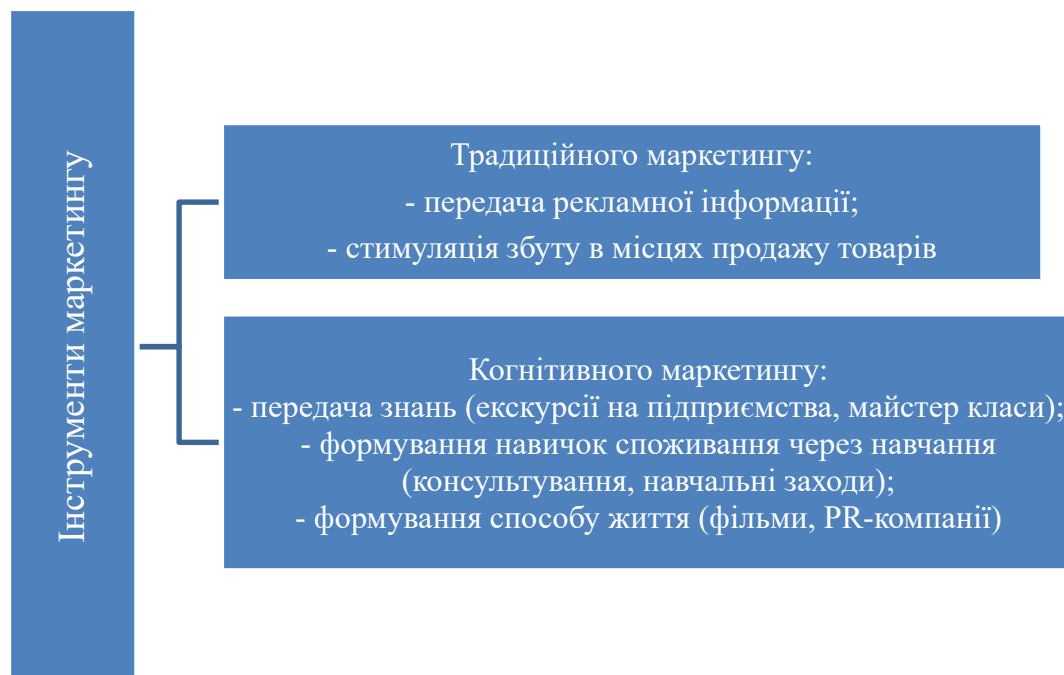 Інструменти маркетингу
Традиційного маркетингу:
- передача рекламної інформації;
- стимуляція збуту в місцях продажу товарів
Когнітивного маркетингу:
- передача знань (екскурсії на підприємства, майстер класи);
- формування навичок споживання через навчання
(консультування, навчальні заходи);
- формування способу життя (фільми, PR-компанії)